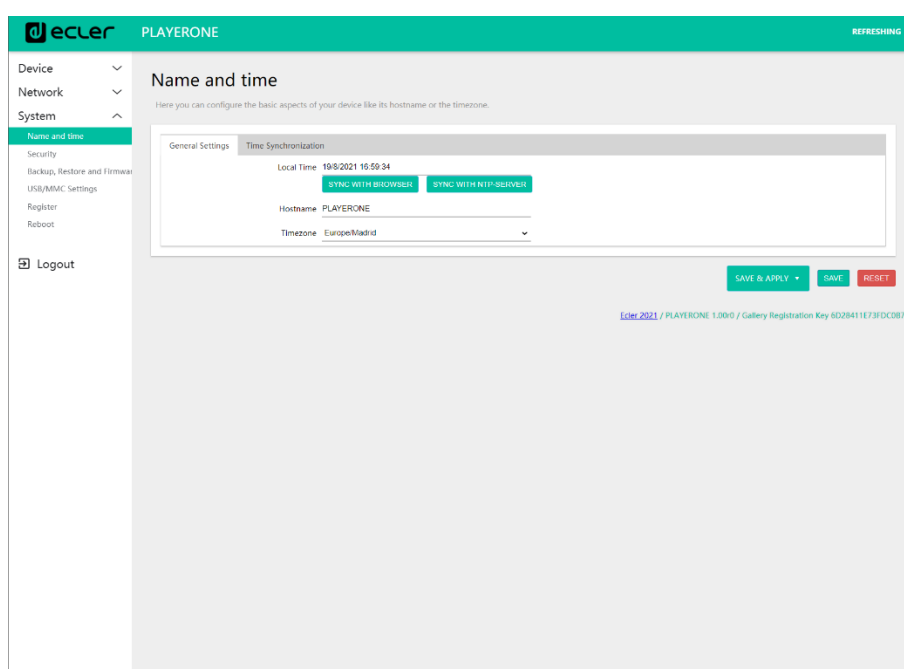 ecler
PLAYERONE
REFRESHING
Device
Network
System
Name and time
Security
Backup, Restore and Firmwar
USB/MMC Settings
Register
Reboot
Logout
Name and time
Here you can configure the basic aspects of your device like its hostname or the timezone.
General Settings Time Synchronization
Local Time 19/8/2021 16:59:34
SYNC WITH BROWSER SYNC WITH NTP-SERVER
Hostname PLAYERONE
Timezone Europe/Madrid
SAVE & APPLY SAVE RESET
Ecler 2021 / PLAYERONE 1.00r0 / Gallery Registration Key 6D28411E73FDC0B7